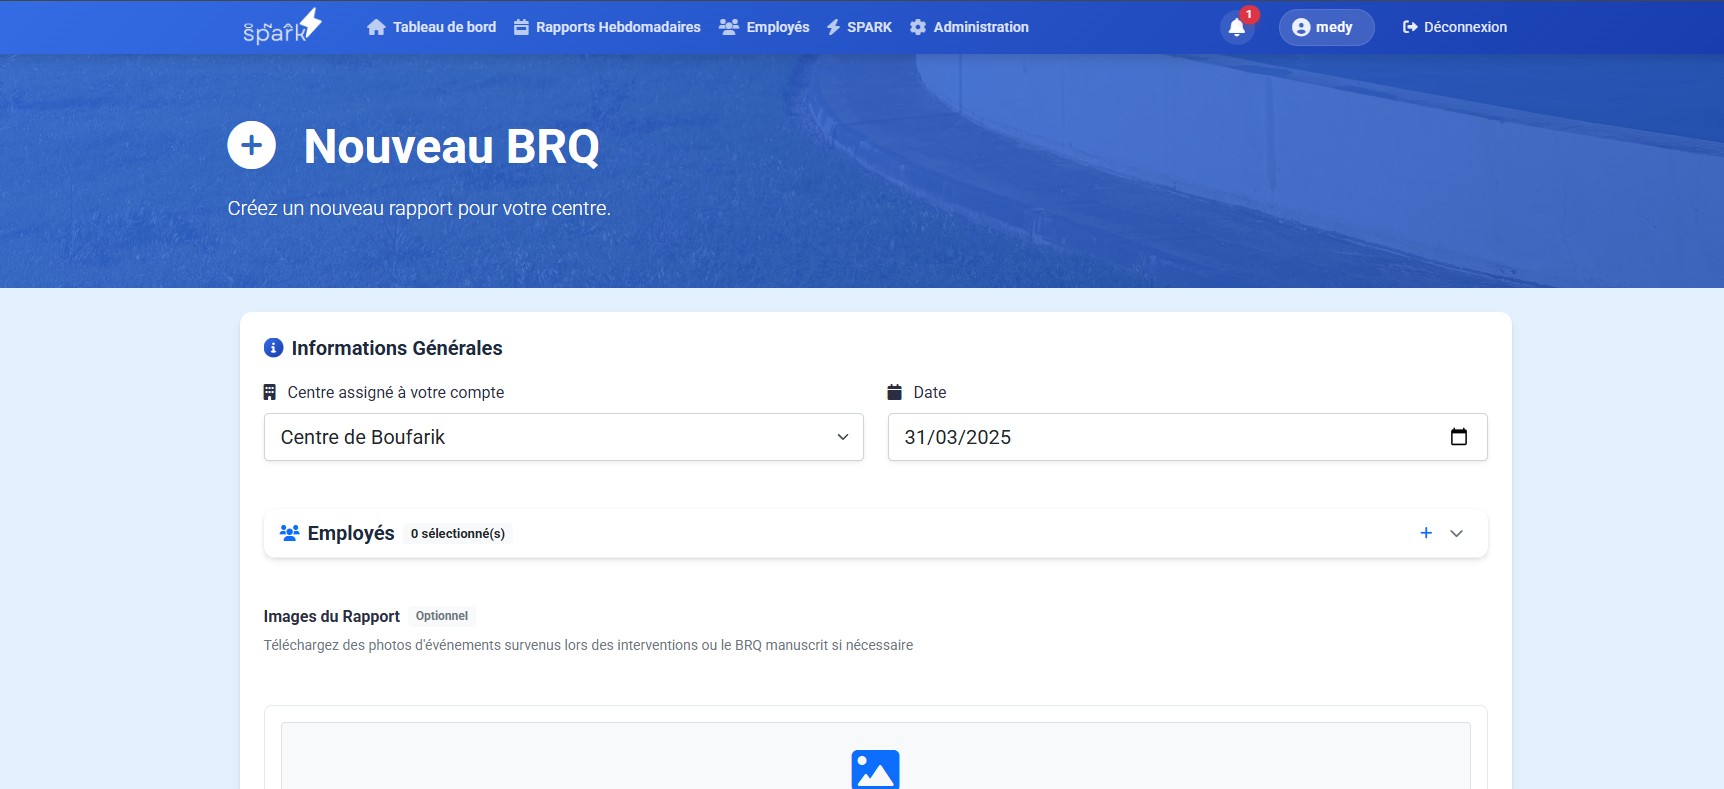 spark
Tableau de bord
Rapports Hebdomadaires
Employés
SPARK
Administration
1
medy
Déconnexion
Nouveau BRQ
Créez un nouveau rapport pour votre centre.
Informations Générales
Centre assigné à votre compte
Date
Centre de Boufarik
31/03/2025
Employés 0 sélectionné(s)
Images du Rapport Optionnel
Téléchargez des photos d'événements survenus lors des interventions ou le BRQ manuscrit si nécessaire